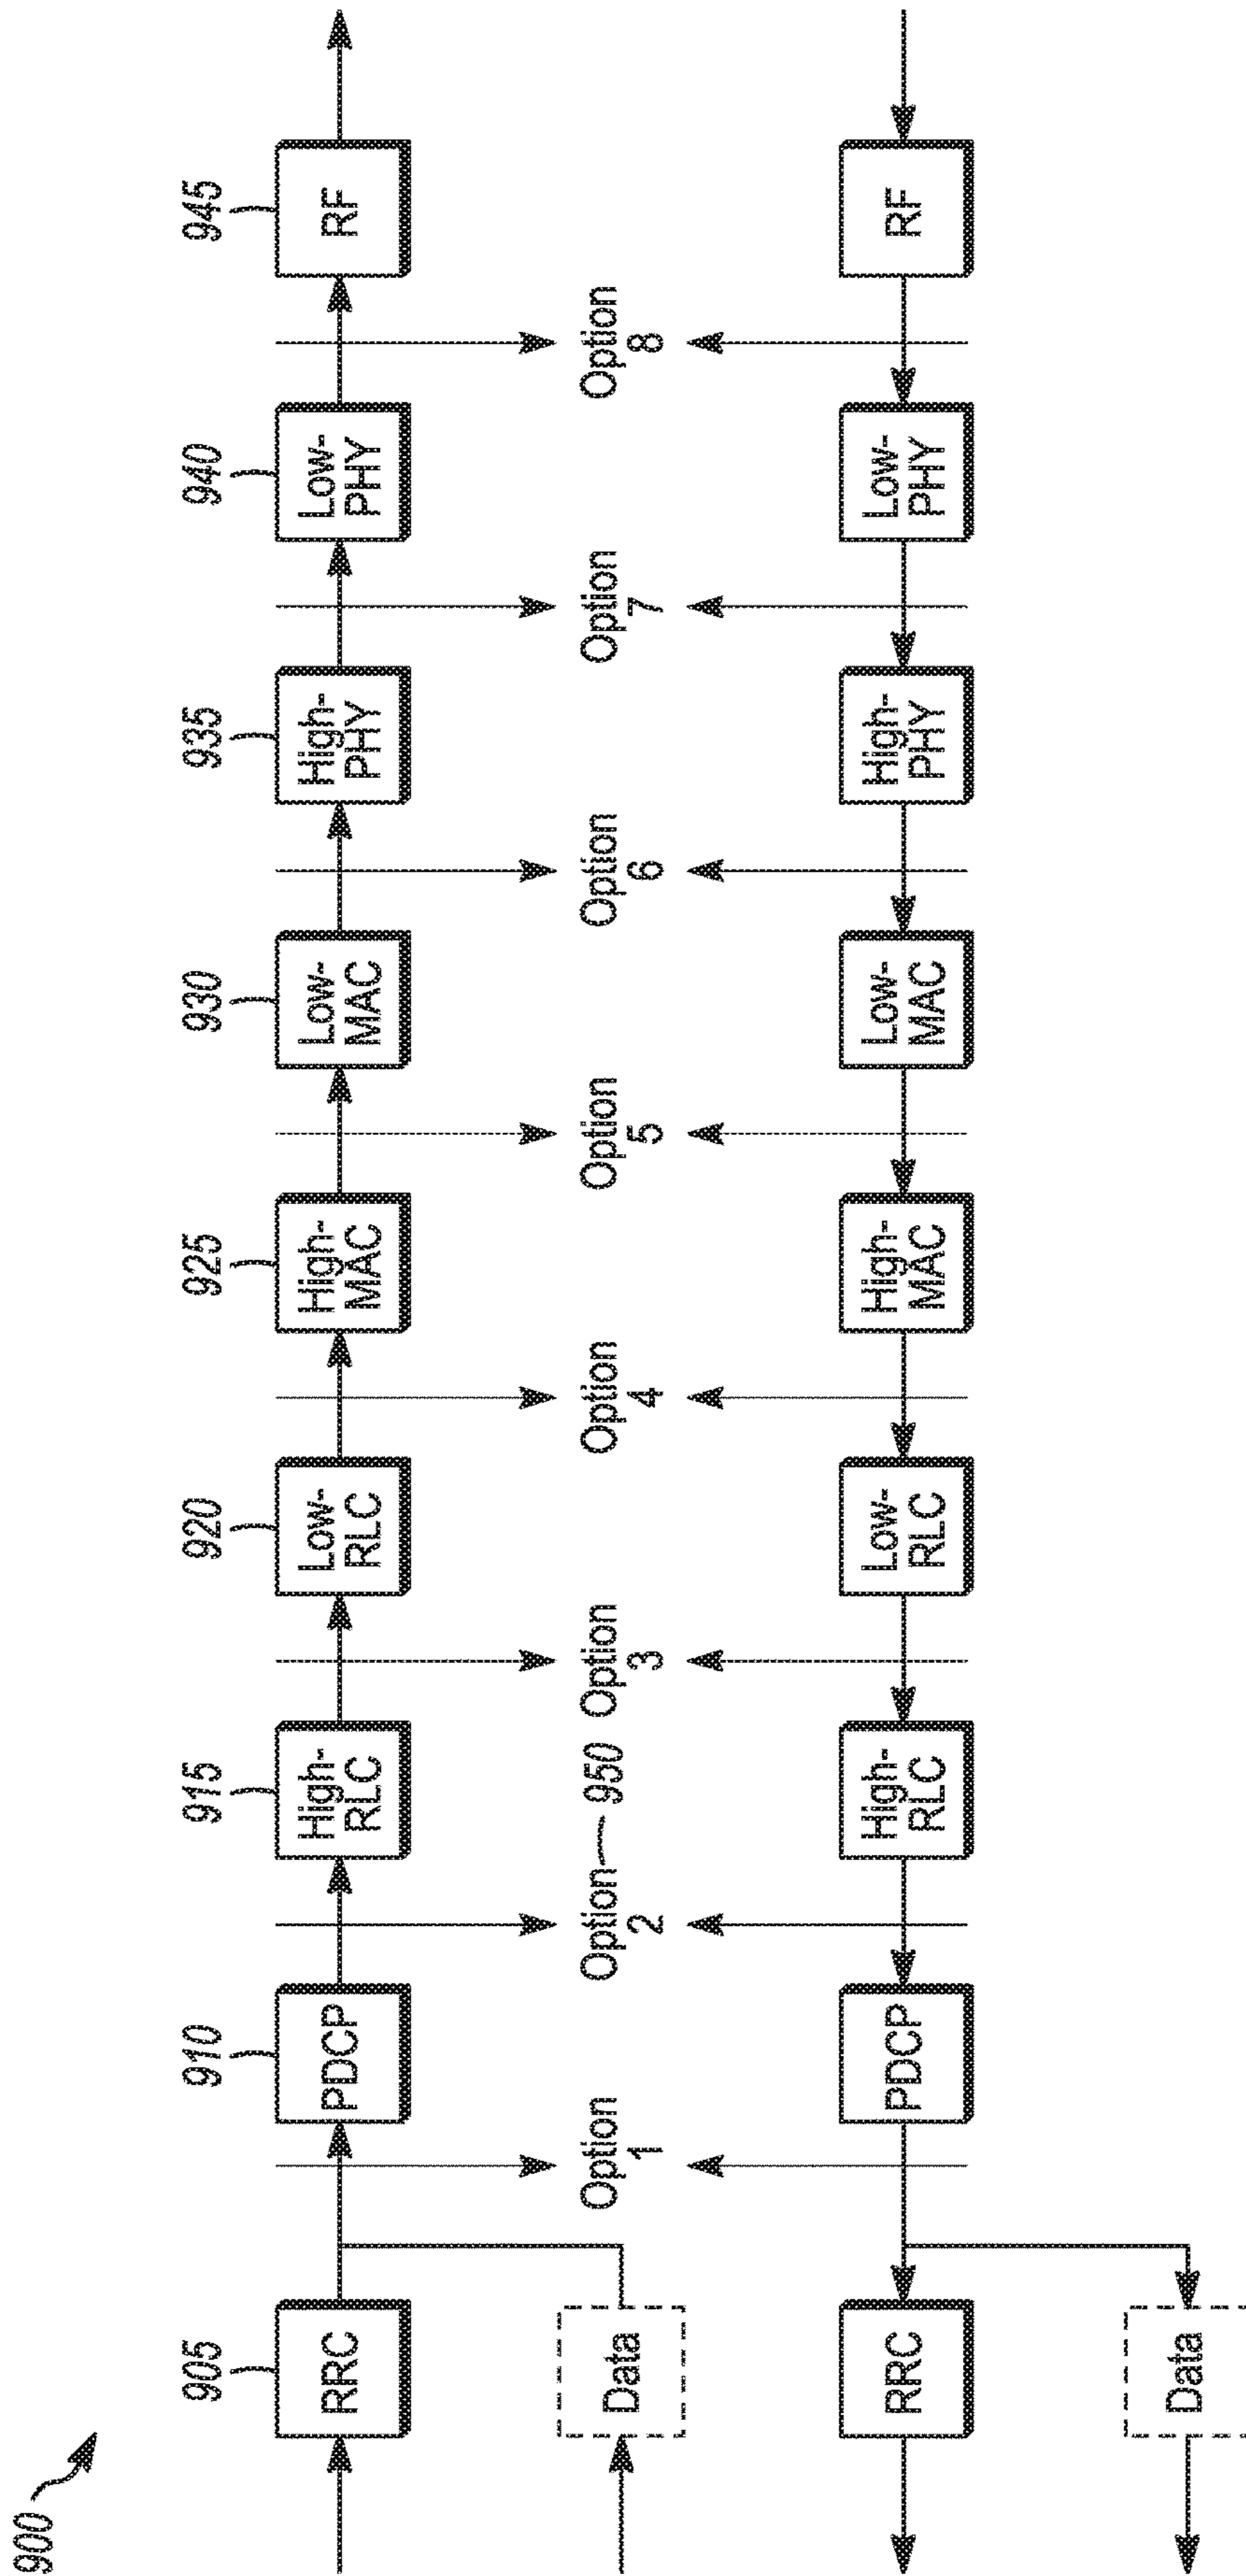 900
905
910
915
920
925
930
935
940
945
RRC
PDCP
High-
RLC
Low-
RLC
High-
MAC
Low-
MAC
High-
PHY
Low-
PHY
RF
Data
Option
1
Option
2
950
Option
3
Option
4
Option
5
Option
6
Option
7
Option
8
RRC
PDCP
High-
RLC
Low-
RLC
High-
MAC
Low-
MAC
High-
PHY
Low-
PHY
RF
Data